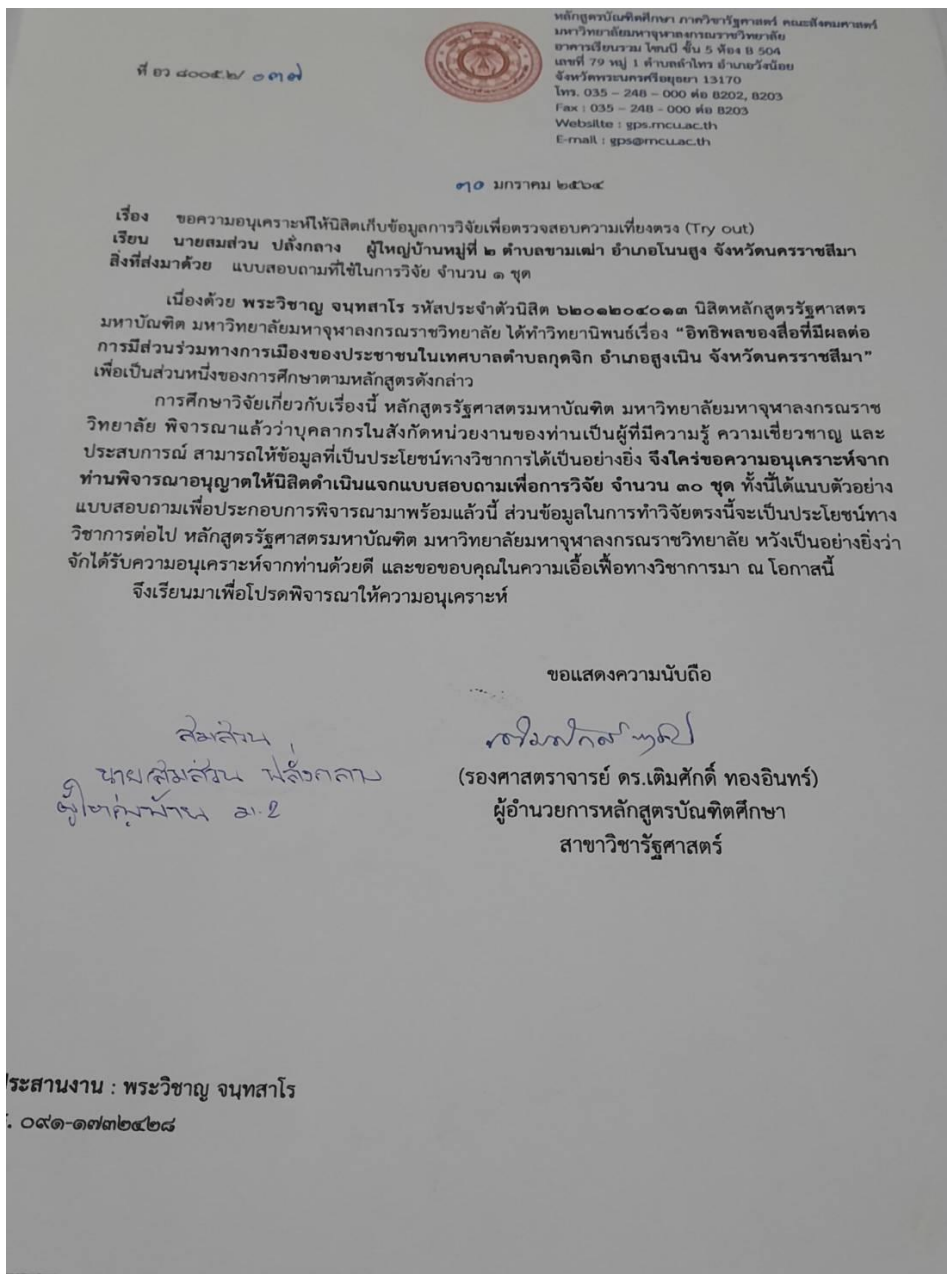 หลักสูตรบัณฑิตศึกษา ภาควิชารัฐศาสตร์ คณะสังคมศาสตร์
มหาวิทยาลัยมหาจุฬาลงกรณราชวิทยาลัย
อาคารเรียนรวม โซนบี ชั้น 5 ห้อง B 504
เลขที่ 79 หมู่ 1 ตำบลลำไทร อำเภอวังน้อย
จังหวัดพระนครศรีอยุธยา 13170
โทร. 035 – 248 – 000 ต่อ 8202, 8203
Fax : 035 – 248 - 000 ต่อ 8203
Websilte : gps.mcu.ac.th
E-mail : gps@mcu.ac.th
ที่ อว ๘๐๐๕.๒/ ๐๓๗
๓๐ มกราคม ๒๕๖๔
เรื่อง ขอความอนุเคราะห์ให้นิสิตเก็บข้อมูลการวิจัยเพื่อตรวจสอบความเที่ยงตรง (Try out)
เรียน นายสมส่วน ปลั่งกลาง ผู้ใหญ่บ้านหมู่ที่ ๒ ตำบลขามเฒ่า อำเภอโนนสูง จังหวัดนครราชสีมา
สิ่งที่ส่งมาด้วย แบบสอบถามที่ใช้ในการวิจัย จำนวน ๑ ชุด
เนื่องด้วย พระวิชาญ จนฺทสาโร รหัสประจำตัวนิสิต ๖๒๐๑๒๐๔๐๑๓ นิสิตหลักสูตรรัฐศาสตร
มหาบัณฑิต มหาวิทยาลัยมหาจุฬาลงกรณราชวิทยาลัย ได้ทำวิทยานิพนธ์เรื่อง “อิทธิพลของสื่อที่มีผลต่อ
การมีส่วนร่วมทางการเมืองของประชาชนในเทศบาลตำบลกุดจิก อำเภอสูงเนิน จังหวัดนครราชสีมา”
เพื่อเป็นส่วนหนึ่งของการศึกษาตามหลักสูตรดังกล่าว
การศึกษาวิจัยเกี่ยวกับเรื่องนี้ หลักสูตรรัฐศาสตรมหาบัณฑิต มหาวิทยาลัยมหาจุฬาลงกรณราช
วิทยาลัย พิจารณาแล้วว่าบุคลากรในสังกัดหน่วยงานของท่านเป็นผู้ที่มีความรู้ ความเชี่ยวชาญ และ
ประสบการณ์ สามารถให้ข้อมูลที่เป็นประโยชน์ทางวิชาการได้เป็นอย่างยิ่ง จึงใคร่ขอความอนุเคราะห์จาก
ท่านพิจารณาอนุญาตให้นิสิตดำเนินแจกแบบสอบถามเพื่อการวิจัย จำนวน ๓๐ ชุด ทั้งนี้ได้แนบตัวอย่าง
แบบสอบถามเพื่อประกอบการพิจารณามาพร้อมแล้วนี้ ส่วนข้อมูลในการทำวิจัยตรงนี้จะเป็นประโยชน์ทาง
วิชาการต่อไป หลักสูตรรัฐศาสตรมหาบัณฑิต มหาวิทยาลัยมหาจุฬาลงกรณราชวิทยาลัย หวังเป็นอย่างยิ่งว่า
จักได้รับความอนุเคราะห์จากท่านด้วยดี และขอขอบคุณในความเอื้อเฟื้อทางวิชาการมา ณ โอกาสนี้
จึงเรียนมาเพื่อโปรดพิจารณาให้ความอนุเคราะห์
ขอแสดงความนับถือ
(รองศาสตราจารย์ ดร.เติมศักดิ์ ทองอินทร์)
ผู้อำนวยการหลักสูตรบัณฑิตศึกษา
สาขาวิชารัฐศาสตร์
สมส่วน
นายสมส่วน ปลั่งกลาง
ผู้ใหญ่บ้าน ม.2
ประสานงาน : พระวิชาญ จนฺทสาโร
. ๐๙๑-๑๗๓๒๔๒๘